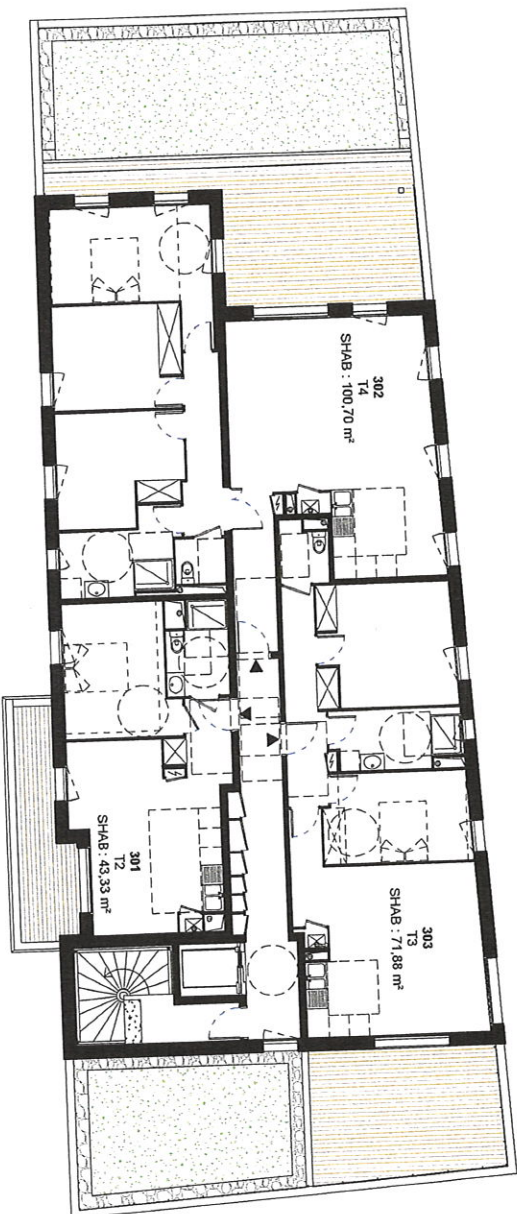 302
T4
SHAB : 100,70 m²
303
T3
SHAB : 71,88 m²
301
T2
SHAB : 43,33 m²